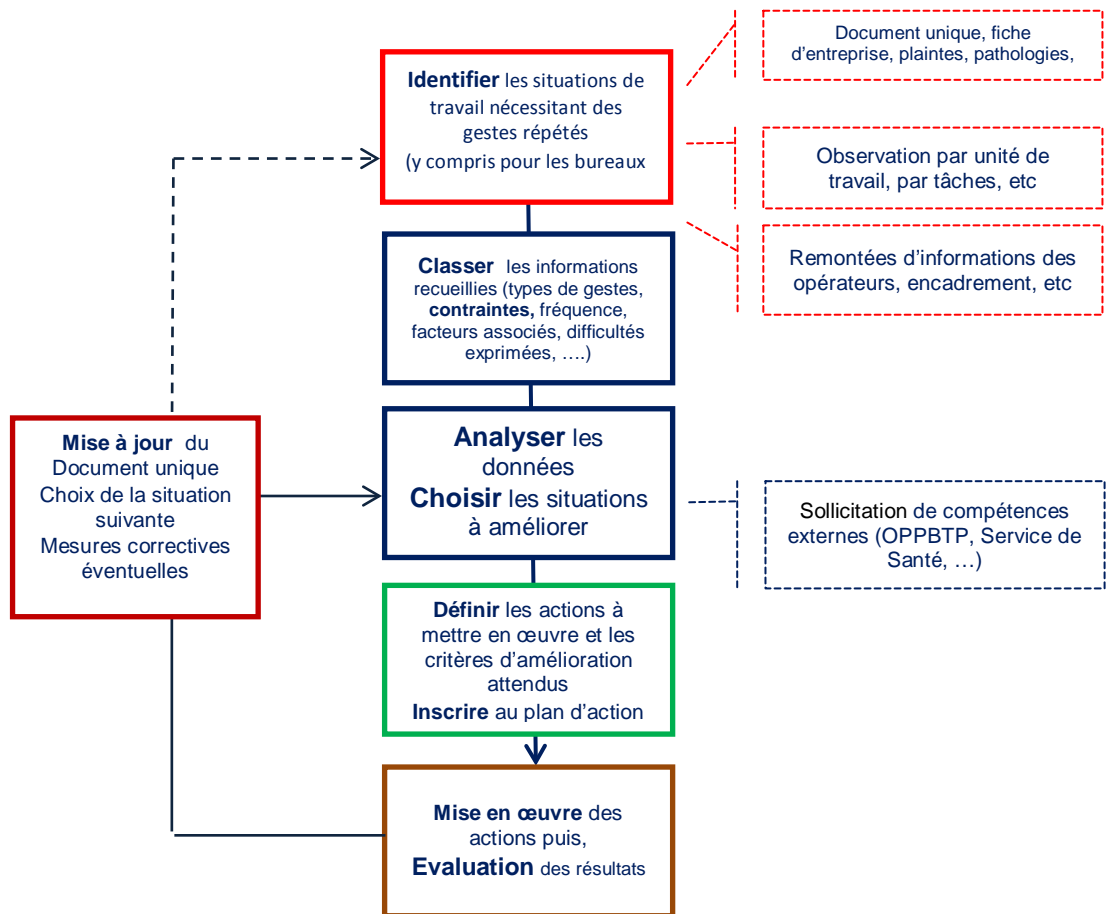 Identifier les situations de
travail nécessitant des
gestes répétés
(y compris pour les bureaux
Document unique, fiche
d’entreprise, plaintes, pathologies,
Observation par unité de
travail, par tâches, etc
Remontées d’informations des
opérateurs, encadrement, etc
Classer les informations
recueillies (types de gestes,
contraintes, fréquence,
facteurs associés, difficultés
exprimées, ….)
Mise à jour du
Document unique
Choix de la situation
suivante
Mesures correctives
éventuelles
Analyser les
données
Choisir les situations
à améliorer
Sollicitation de compétences
externes (OPPBTP, Service de
Santé, …)
Définir les actions à
mettre en œuvre et les
critères d’amélioration
attendus
Inscrire au plan d’action
Mise en œuvre des
actions puis,
Evaluation des résultats